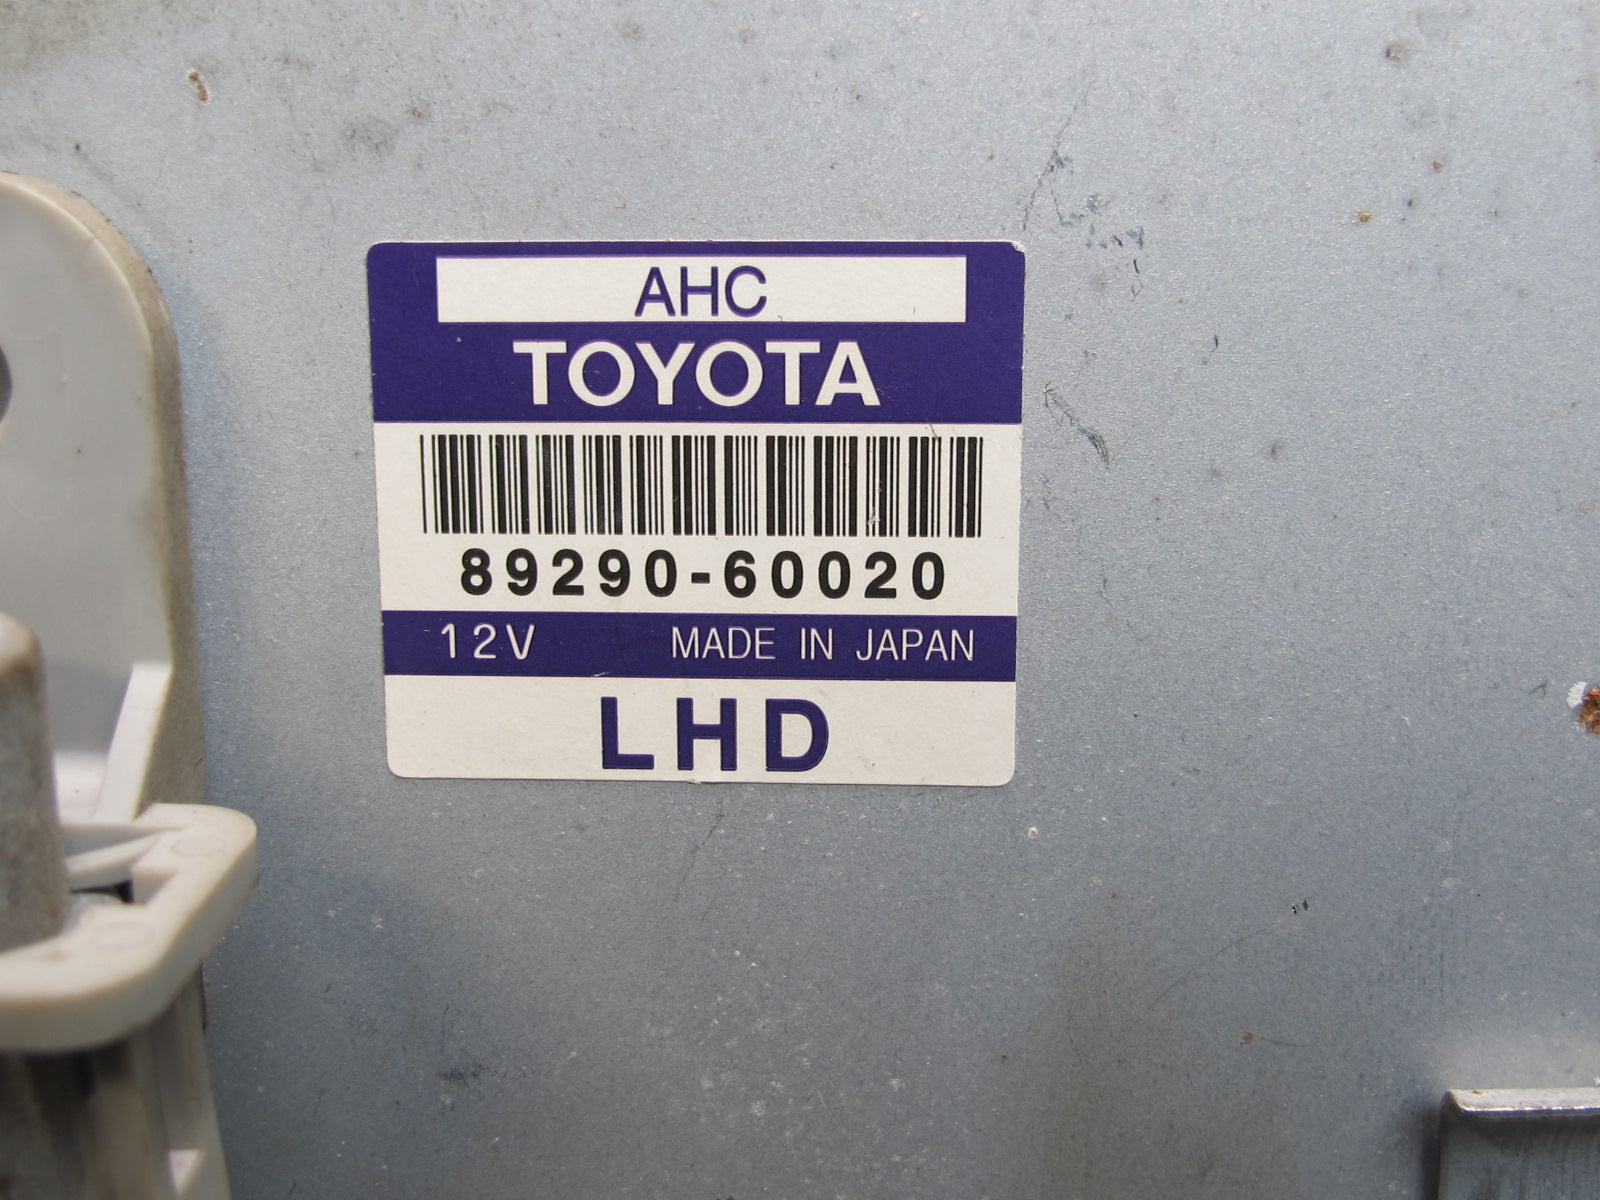 AHC
TOYOTA
89290-60020
12V MADE IN JAPAN
LHD